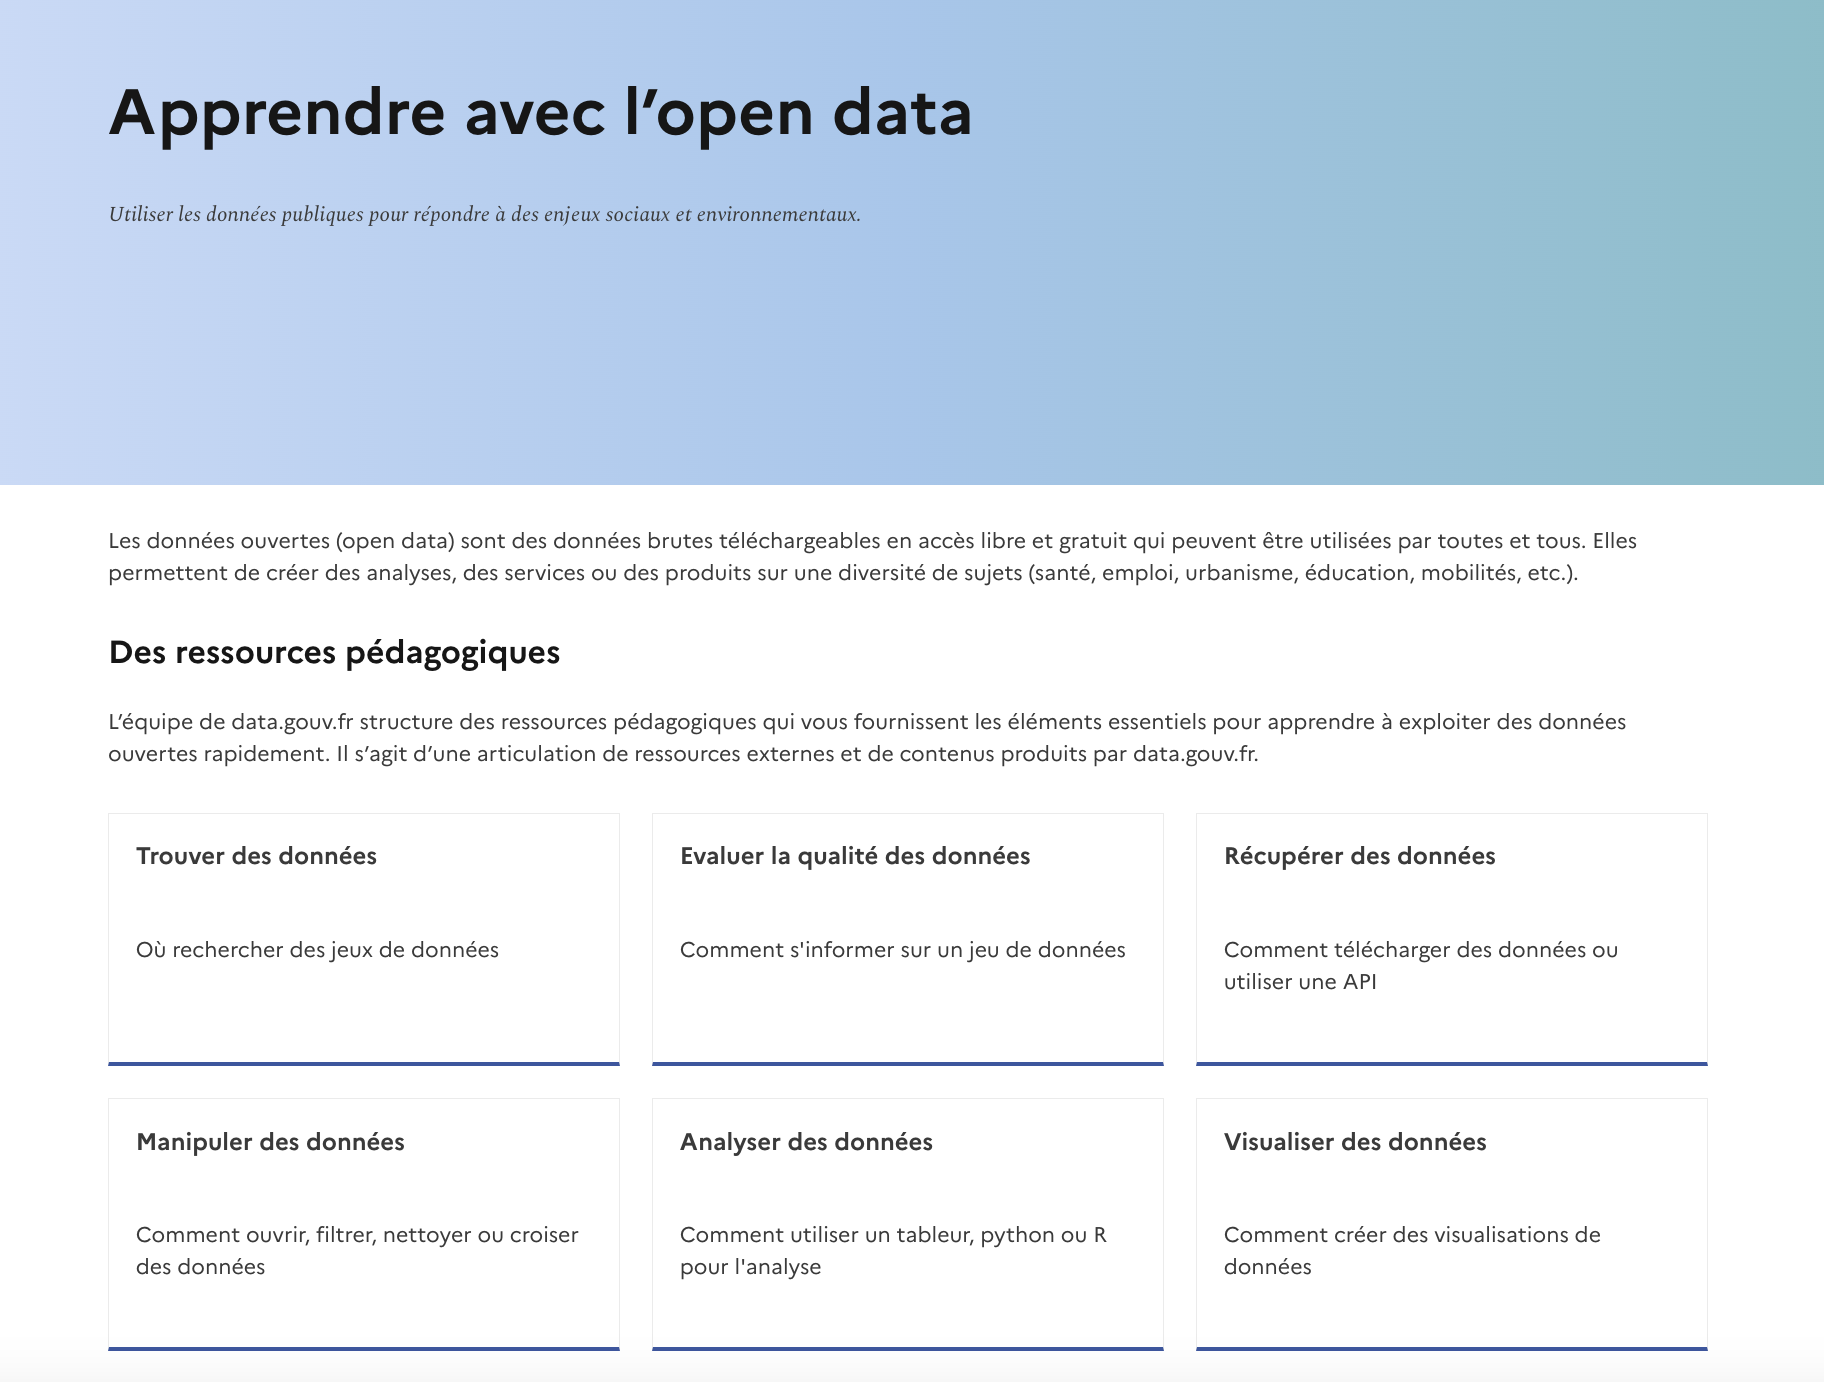 Apprendre avec l’open data
Utiliser les données publiques pour répondre à des enjeux sociaux et environnementaux.
Les données ouvertes (open data) sont des données brutes téléchargeables en accès libre et gratuit qui peuvent être utilisées par toutes et tous. Elles
permettent de créer des analyses, des services ou des produits sur une diversité de sujets (santé, emploi, urbanisme, éducation, mobilités, etc.).
Des ressources pédagogiques
L’équipe de data.gouv.fr structure des ressources pédagogiques qui vous fournissent les éléments essentiels pour apprendre à exploiter des données
ouvertes rapidement. Il s’agit d’une articulation de ressources externes et de contenus produits par data.gouv.fr.
Trouver des données
Où rechercher des jeux de données
Evaluer la qualité des données
Comment s'informer sur un jeu de données
Récupérer des données
Comment télécharger des données ou
utiliser une API
Manipuler des données
Comment ouvrir, filtrer, nettoyer ou croiser
des données
Analyser des données
Comment utiliser un tableur, python ou R
pour l'analyse
Visualiser des données
Comment créer des visualisations de
données